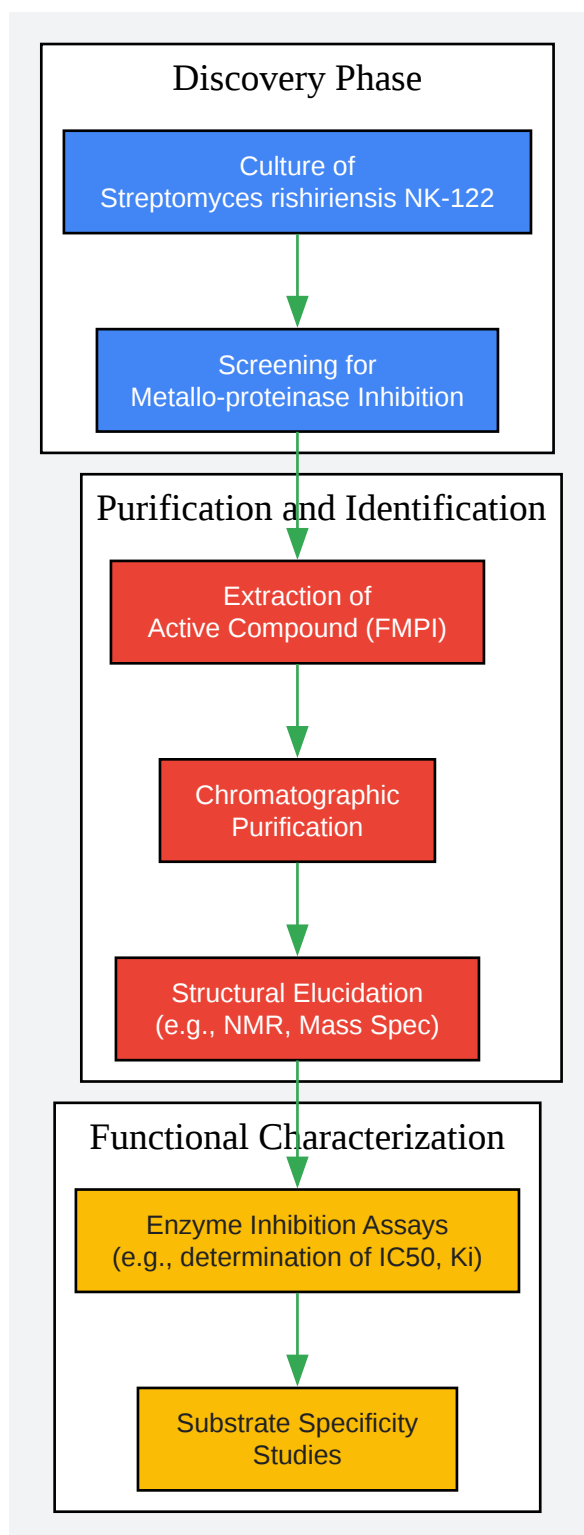 Discovery Phase
Culture of
Streptomyces rishiriensis NK-122
Screening for
Metallo-proteinase Inhibition
Purification and Identification
Extraction of
Active Compound (FMPI)
Chromatographic
Purification
Structural Elucidation
(e.g., NMR, Mass Spec)
Functional Characterization
Enzyme Inhibition Assays
(e.g., determination of IC50, Ki)
Substrate Specificity
Studies